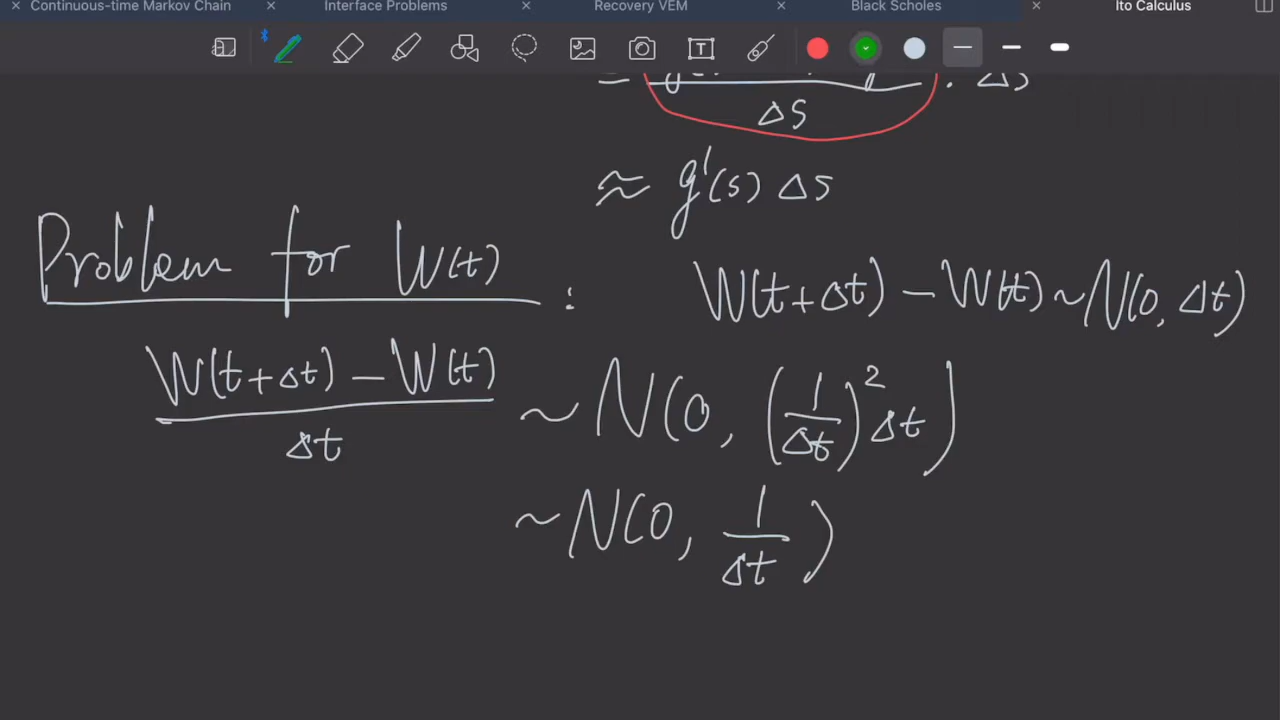 Continuous-time Markov Chain Interface Problems Recovery VEM Black Scholes Ito Calculus
ΔS
≈ g'(s) Δs
Problem for W(t) :
W(t+Δt) − W(t) ~ N(0, Δt)
(W(t+Δt) − W(t)) / Δt ~ N(0, (1/Δt)² Δt)
~ N(0, 1/Δt)